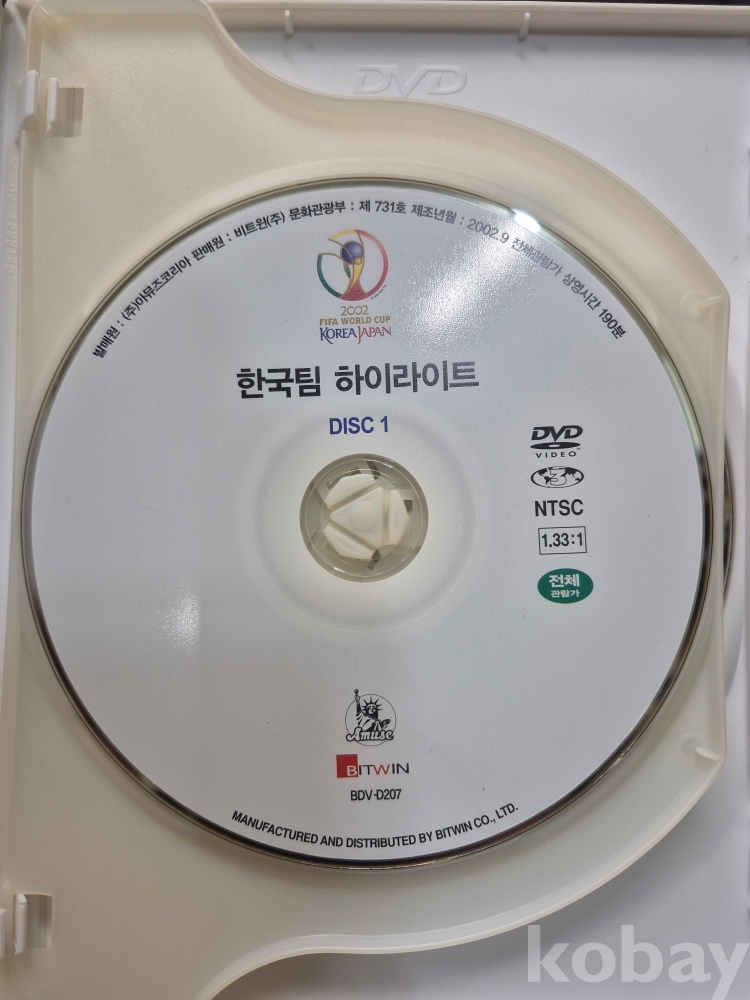 DVD
발매원 : (주)아뮤즈코리아 판매원 : 비트윈(주) 문화관광부 : 제 731호 제조년월 : 2002.9 전체관람가 상영시간 190분
2002
FIFA WORLD CUP
KOREA JAPAN
한국팀 하이라이트
DISC 1
DVD
VIDEO
3
NTSC
1.33:1
전체
관람가
Amuse
BITWIN
BDV-D207
MANUFACTURED AND DISTRIBUTED BY BITWIN CO., LTD.
kobay